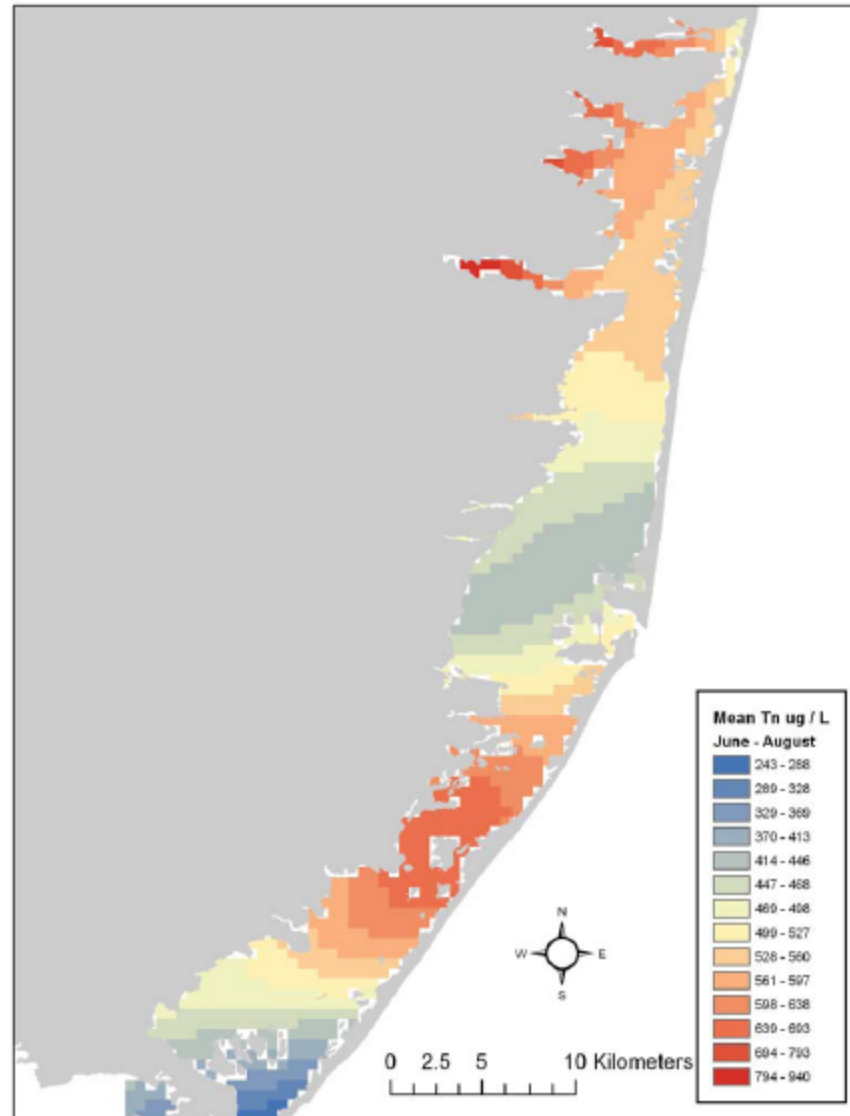 Mean Tn ug / L
June - August
243 - 288
289 - 328
329 - 369
370 - 413
414 - 446
447 - 468
469 - 498
499 - 527
528 - 560
561 - 597
598 - 638
639 - 693
694 - 793
794 - 940
N
W E
S
0 2.5 5 10 Kilometers